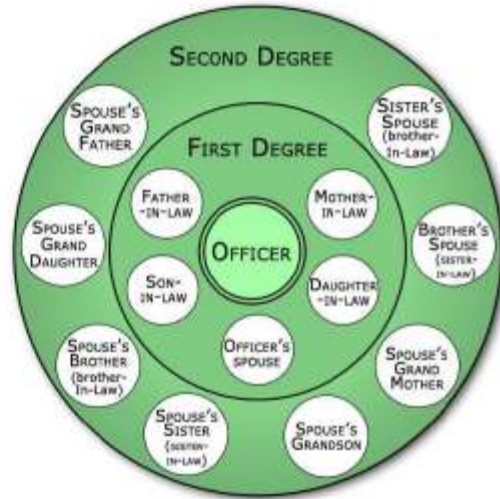 SECOND DEGREE
SPOUSE'S
GRAND
FATHER
SISTER'S
SPOUSE
(brother-
In-Law)
FIRST DEGREE
FATHER
-IN-LAW
MOTHER-
IN-LAW
OFFICER
SPOUSE'S
GRAND
DAUGHTER
BROTHER'S
SPOUSE
(SISTER-
IN-LAW)
SON-
IN-LAW
DAUGHTER
-IN-LAW
OFFICER'S
SPOUSE
SPOUSE'S
BROTHER
(brother-
In-Law)
SPOUSE'S
GRAND
MOTHER
SPOUSE'S
SISTER
(SISTER-
IN-LAW)
SPOUSE'S
GRANDSON